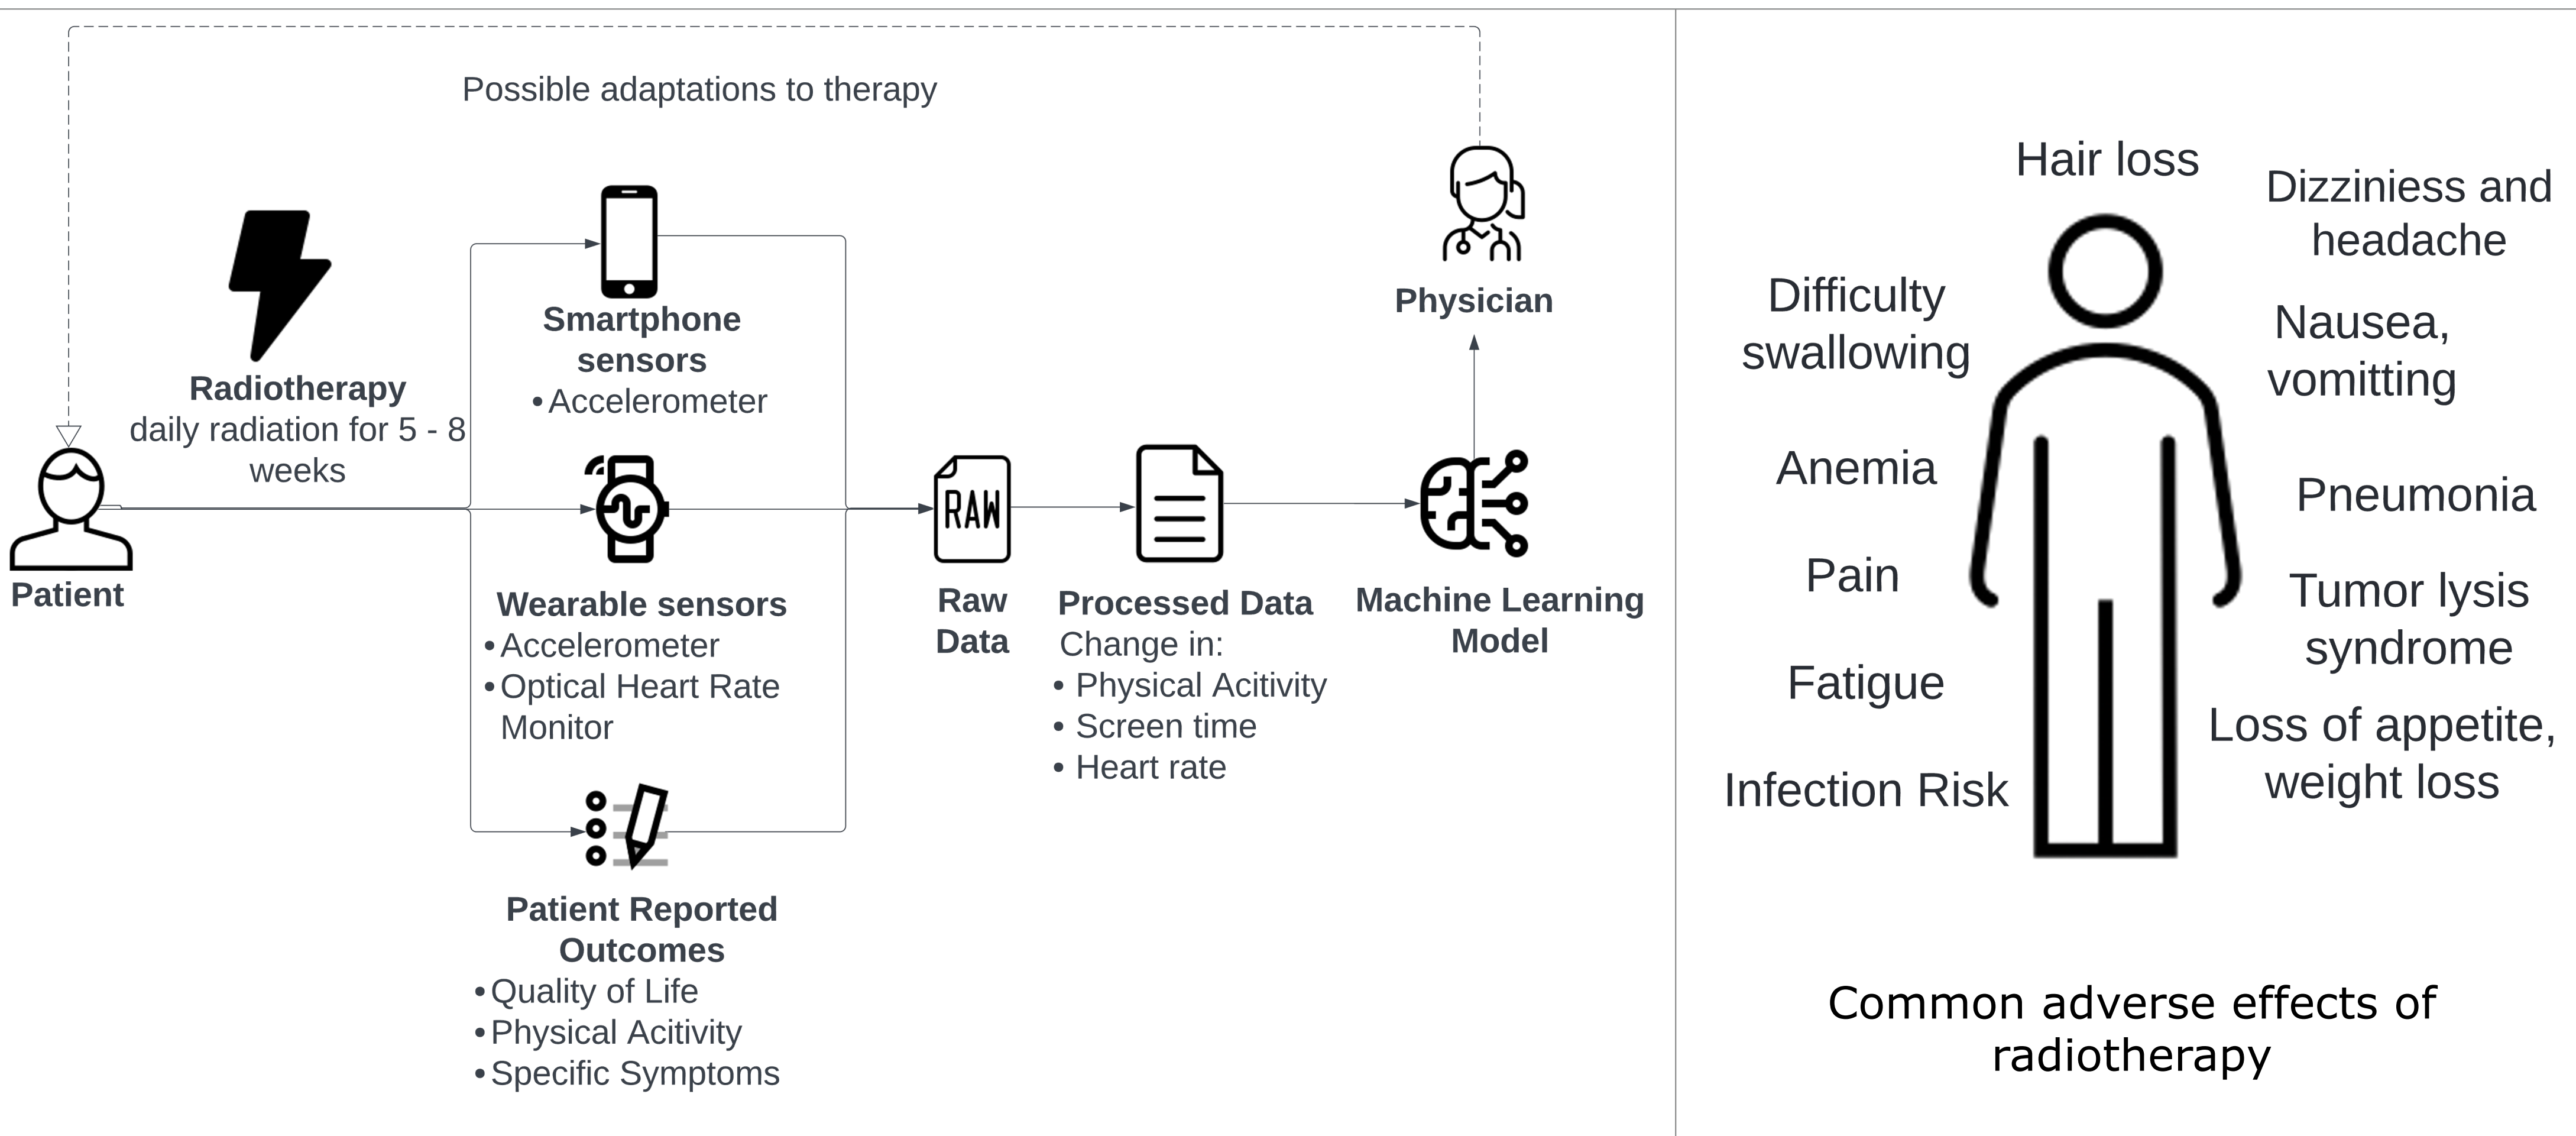 Possible adaptations to therapy
Radiotherapy
daily radiation for 5 - 8
weeks
Patient
Smartphone
sensors
• Accelerometer
Wearable sensors
• Accelerometer
• Optical Heart Rate
Monitor
Patient Reported
Outcomes
• Quality of Life
• Physical Acitivity
• Specific Symptoms
RAW
Raw
Data
Processed Data
Change in:
• Physical Acitivity
• Screen time
• Heart rate
Machine Learning
Model
Physician
Hair loss
Difficulty
swallowing
Anemia
Pain
Fatigue
Infection Risk
Dizziniess and
headache
Nausea,
vomitting
Pneumonia
Tumor lysis
syndrome
Loss of appetite,
weight loss
Common adverse effects of
radiotherapy